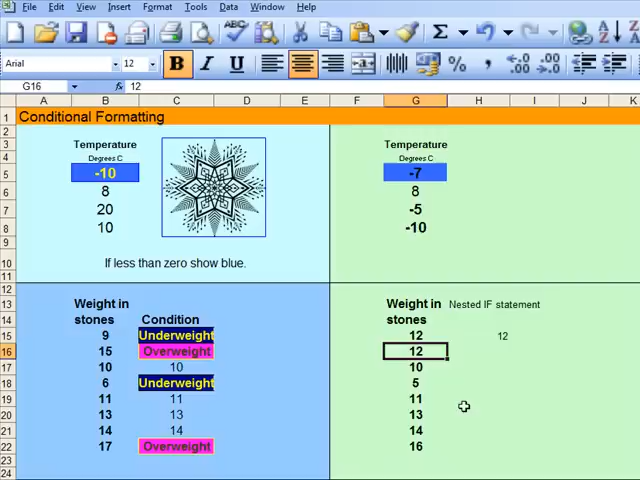 File Edit View Insert Format Tools Data Window Help
Arial 12 B I U
G16 fx 12
A B C D E F G H I J K
1 Conditional Formatting
2
3 Temperature Temperature
4 Degrees C Degrees C
5 -10 -7
6 8 8
7 20 -5
8 10 -10
9
10 If less than zero show blue.
11
12
13 Weight in Condition Weight in Nested IF statement
14 stones stones
15 9 Underweight 12 12
16 15 Overweight 12
17 10 10 10
18 6 Underweight 5
19 11 11 11
20 13 13 13
21 14 14 14
22 17 Overweight 16
23
24